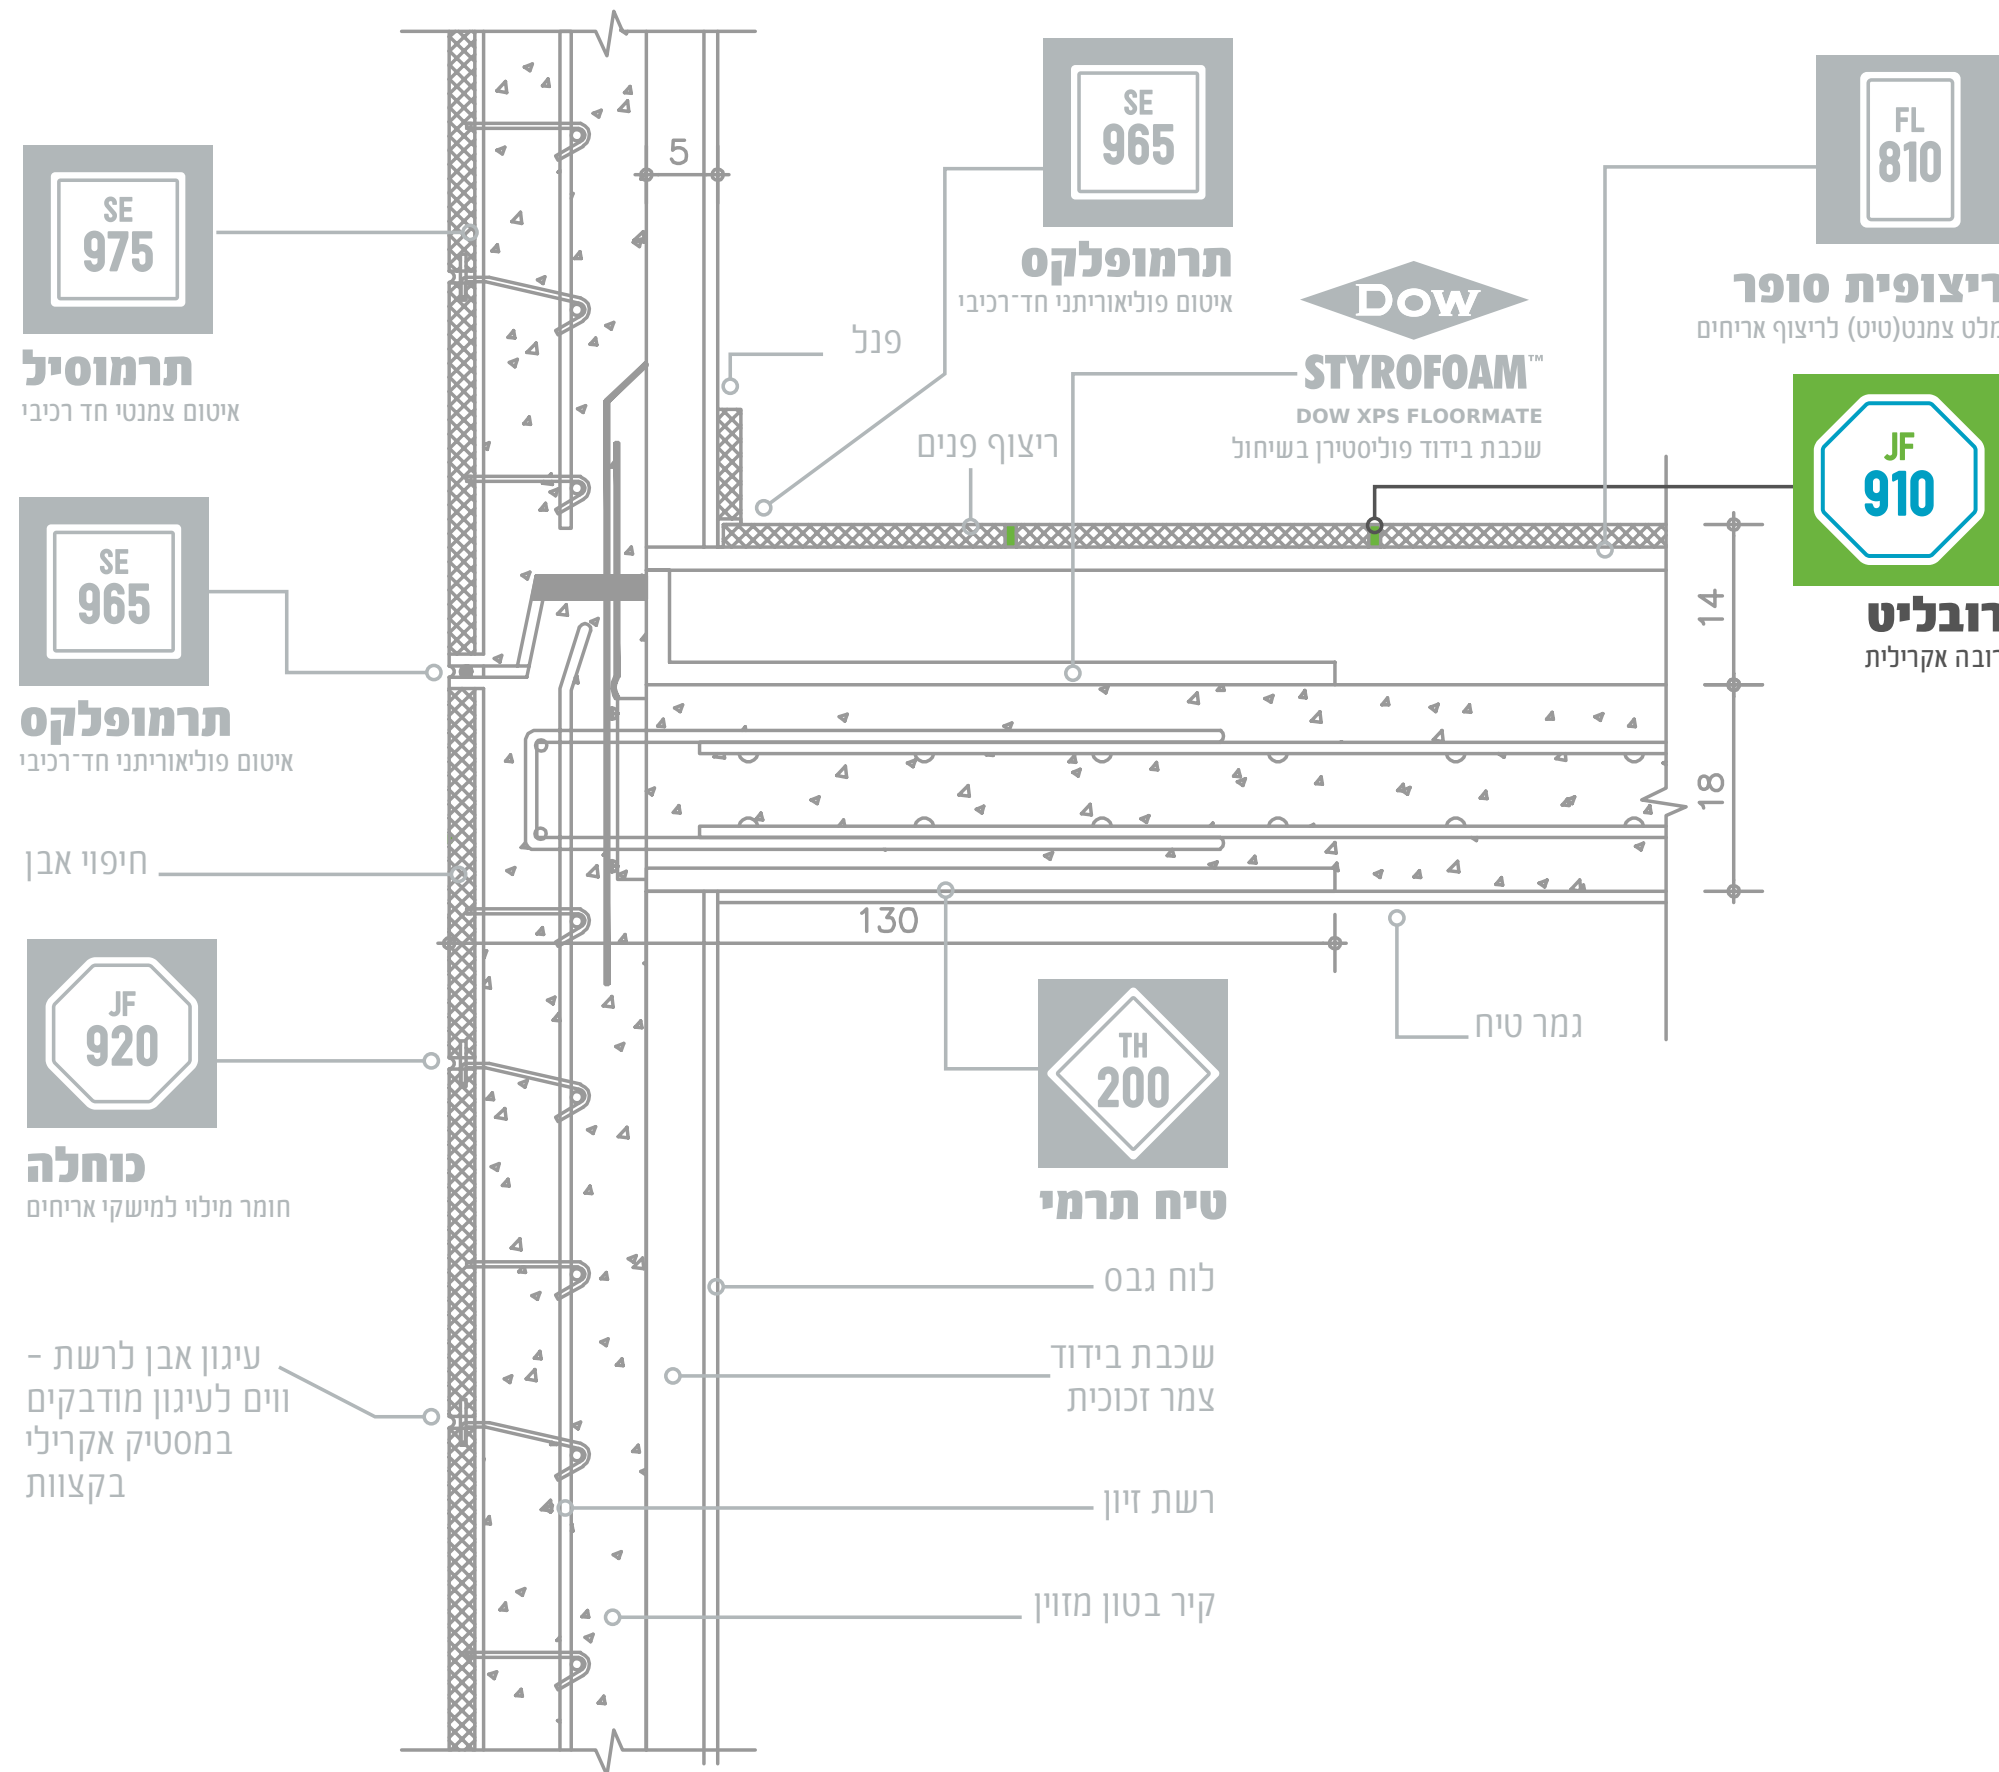 5
SE
965
תרמופלקס
איטום פוליאוריתני חד־רכיבי
FL
810
ריצופית סופר
מלט צמנט(טיט) לריצוף אריחים
SE
975
תרמוסיל
איטום צמנטי חד רכיבי
DOW
STYROFOAM™
DOW XPS FLOORMATE
שכבת בידוד פוליסטירן בשיחול
פנל
ריצוף פנים
JF
910
רובליט
רובה אקרילית
SE
965
תרמופלקס
איטום פוליאוריתני חד־רכיבי
14
18
חיפוי אבן
130
JF
920
כוחלה
חומר מילוי למישקי אריחים
גמר טיח
TH
200
טיח תרמי
לוח גבס
שכבת בידוד
צמר זכוכית
עיגון אבן לרשת -
ווים לעיגון מודבקים
במסטיק אקרילי
בקצוות
רשת זיון
קיר בטון מזוין